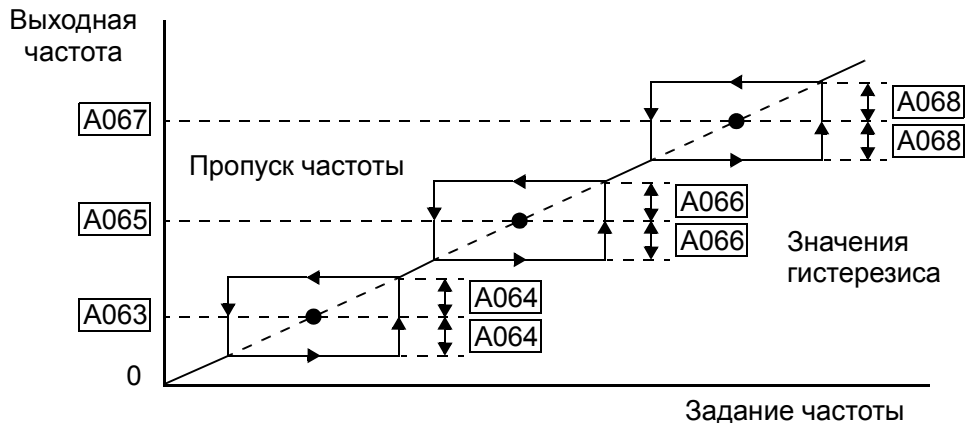 Выходная
частота
A067
A068
A068
Пропуск частоты
A065
A066
A066
Значения
гистерезиса
A063
A064
A064
0
Задание частоты